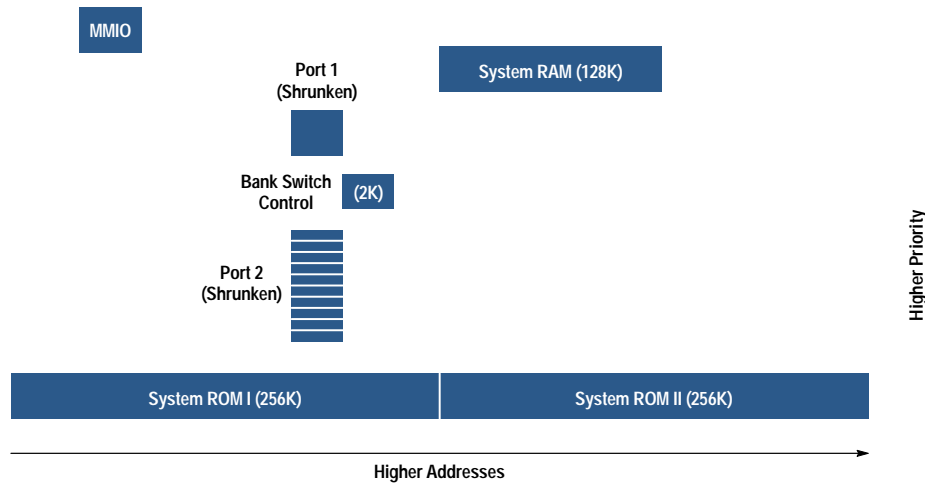 MMIO
Port 1
(Shrunken)
System RAM (128K)
Bank Switch
Control
(2K)
Port 2
(Shrunken)
Higher Priority
System ROM I (256K)
System ROM II (256K)
Higher Addresses